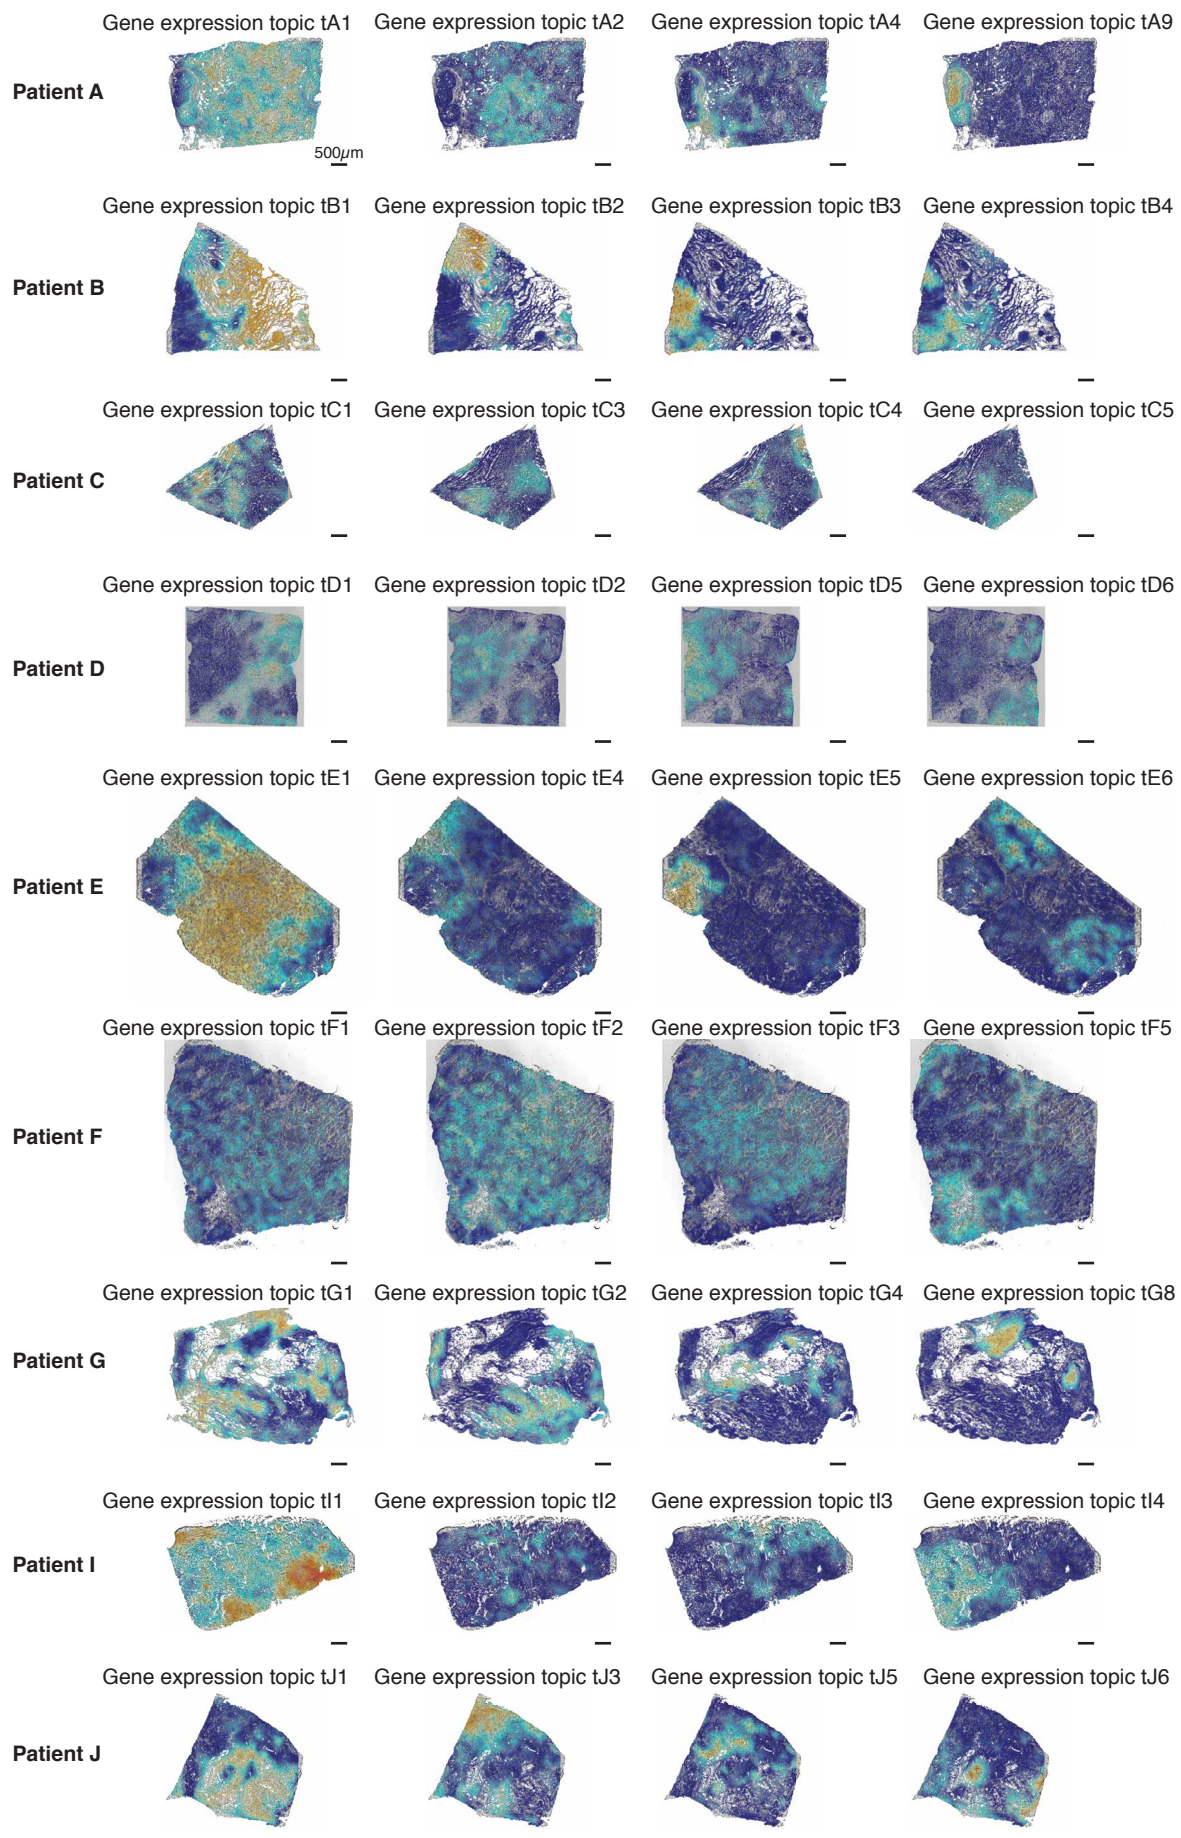 Gene expression topic tA1 Gene expression topic tA2 Gene expression topic tA4 Gene expression topic tA9
Patient A
500µm
Gene expression topic tB1 Gene expression topic tB2 Gene expression topic tB3 Gene expression topic tB4
Patient B
Gene expression topic tC1 Gene expression topic tC3 Gene expression topic tC4 Gene expression topic tC5
Patient C
Gene expression topic tD1 Gene expression topic tD2 Gene expression topic tD5 Gene expression topic tD6
Patient D
Gene expression topic tE1 Gene expression topic tE4 Gene expression topic tE5 Gene expression topic tE6
Patient E
Gene expression topic tF1 Gene expression topic tF2 Gene expression topic tF3 Gene expression topic tF5
Patient F
Gene expression topic tG1 Gene expression topic tG2 Gene expression topic tG4 Gene expression topic tG8
Patient G
Gene expression topic tI1 Gene expression topic tI2 Gene expression topic tI3 Gene expression topic tI4
Patient I
Gene expression topic tJ1 Gene expression topic tJ3 Gene expression topic tJ5 Gene expression topic tJ6
Patient J